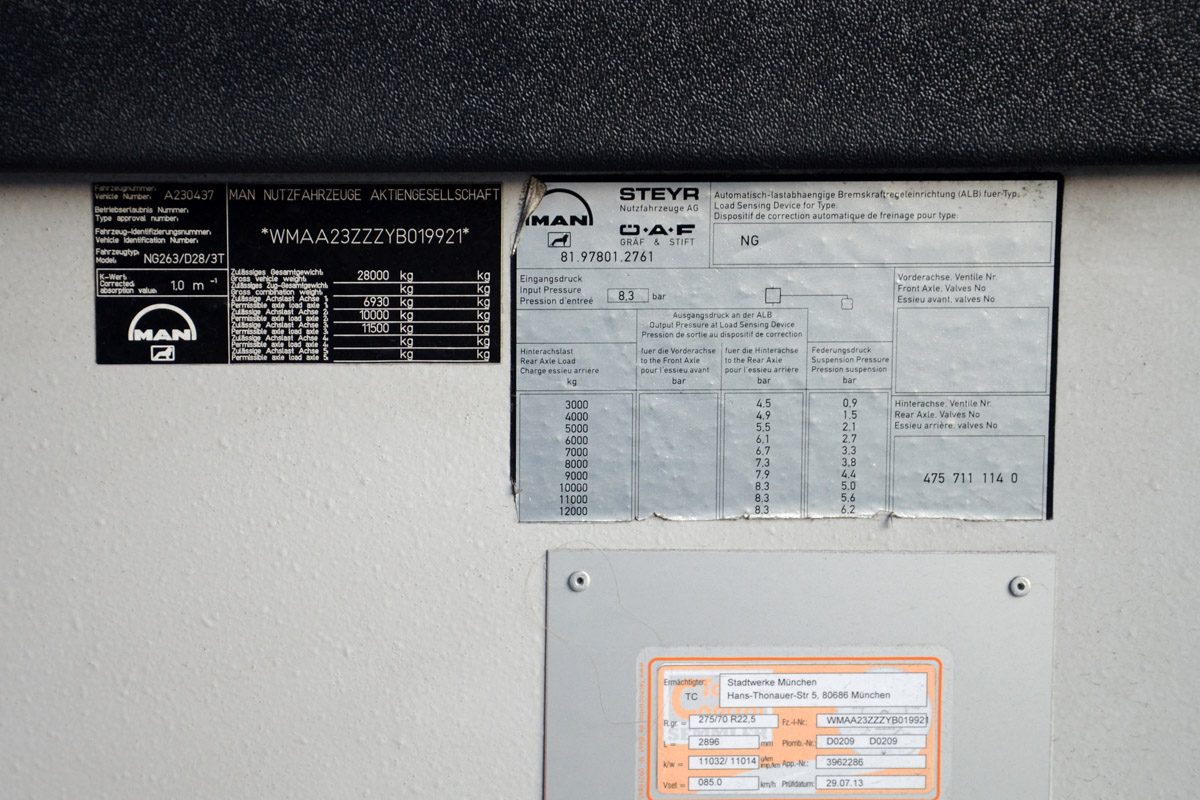 Fahrzeugnummer:
Vehicle Number: A230437
Betriebserlaubnis Nummer:
Type approval number:
Fahrzeug-Identifizierungsnummer:
Vehicle Identification Number:
Fahrzeugtyp:
Model: NG263/D28/3T
K-Wert:
Corrected
absorption value: 1,0 m -1
MAN
MAN NUTZFAHRZEUGE AKTIENGESELLSCHAFT
*WMAA23ZZZYB019921*
Zulässiges Gesamtgewicht
Gross vehicle weight 28000 kg kg
Zulässiges Zug-Gesamtgewicht
Gross combination weight kg kg
Zulässige Achslast Achse 1:
Permissible axle load axle 1: 6930 kg kg
Zulässige Achslast Achse 2:
Permissible axle load axle 2: 10000 kg kg
Zulässige Achslast Achse 3:
Permissible axle load axle 3: 11500 kg kg
Zulässige Achslast Achse 4:
Permissible axle load axle 4: kg kg
Zulässige Achslast Achse 5:
Permissible axle load axle 5: kg kg
MAN
STEYR
Nutzfahrzeuge AG
ÖAF
GRÄF & STIFT
81.97801.2761
Automatisch-lastabhaengige Bremskraftregeleinrichtung (ALB) fuer-Typ:
Load Sensing Device for Type:
Dispositif de correction automatique de freinage pour type:
NG
Eingangsdruck
Input Pressure
Pression d'entreé 8,3 bar
Ausgangsdruck an der ALB
Output Pressure at Load Sensing Device
Pression de sortie au dispositif de correction
Hinterachslast
Rear Axle Load
Charge essieu arrière
kg
fuer die Vorderachse
to the Front Axle
pour l'essieu avant
bar
fuer die Hinterachse
to the Rear Axle
pour l'essieu arrière
bar
Federungsdruck
Suspension Pressure
Pression suspension
bar
3000 4.5 0.9
4000 4.9 1.5
5000 5.5 2.1
6000 6.1 2.7
7000 6.7 3.3
8000 7.3 3.8
9000 7.9 4.4
10000 8.3 5.0
11000 8.3 5.6
12000 8.3 6.2
Vorderachse, Ventile Nr.
Front Axle, Valves No
Essieu avant, valves No
Hinterachse, Ventile Nr.
Rear Axle, Valves No
Essieu arrière, valves No
475 711 114 0
Ermächtigter: Stadtwerke München
TC Hans-Thonauer-Str 5, 80686 München
R.gr. = 275/70 R22,5 Fz.-I-Nr.: WMAA23ZZZYB019921
L = 2896 mm Plomb.-Nr.: D0209 D0209
k/w = 11032/ 11014 App.-Nr.: 3962286
Vset = 085.0 km/h Prüfdatum: 29.07.13